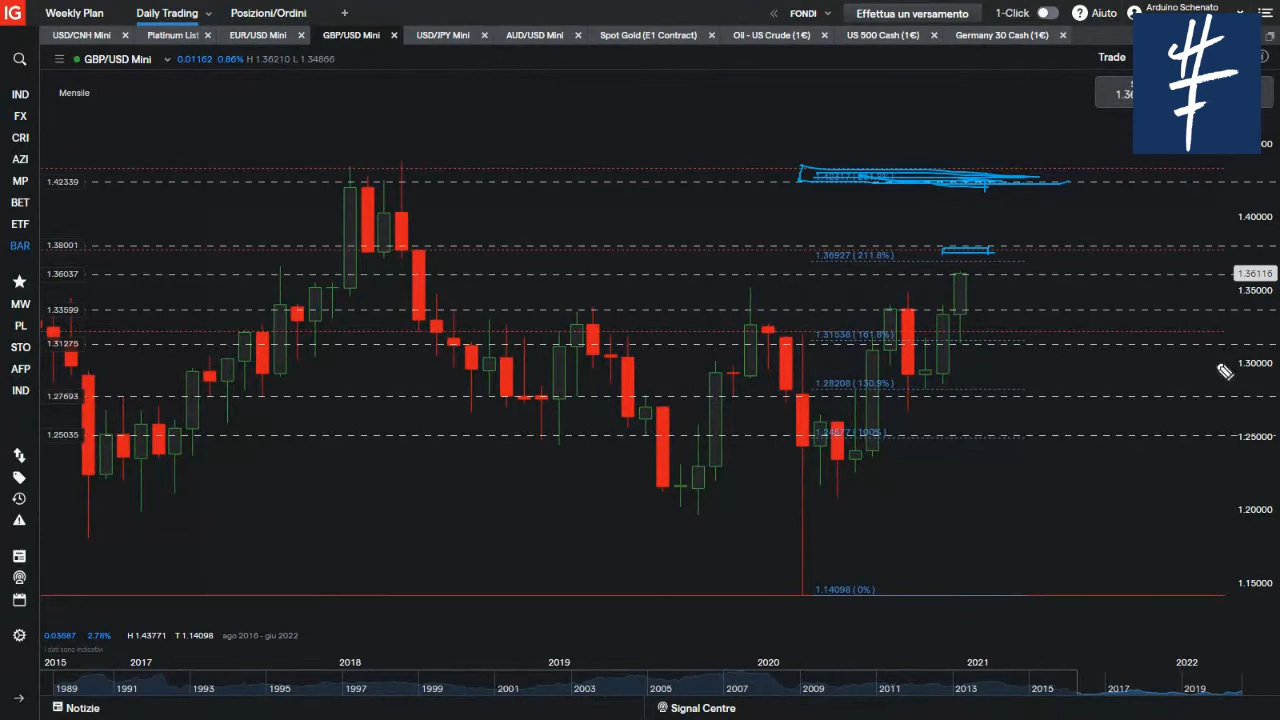 IG Weekly Plan Daily Trading Posizioni/Ordini + FONDI Effettua un versamento 1-Click Aiuto Arduino Schenato
USD/CNH Mini Platinum List EUR/USD Mini GBP/USD Mini USD/JPY Mini AUD/USD Mini Spot Gold (E1 Contract) Oil - US Crude (1€) US 500 Cash (1€) Germany 30 Cash (1€)
GBP/USD Mini 0.01162 0.86% H 1.36210 L 1.34866 Trade
Mensile
IND
FX
CRI
AZI
MP
BET
ETF
BAR
MW
PL
STO
AFP
IND
1.42339
1.38001
1.36037
1.33599
1.31275
1.27693
1.25035
1.36927 ( 211.8% )
1.31538 ( 161.8% )
1.28208 ( 130.9% )
1.14098 ( 0% )
1.40000
1.36116
1.35000
1.30000
1.25000
1.20000
1.15000
0.03687 2.78% H 1.43771 T 1.14098 ago 2016 - giu 2022
I dati sono indicativi
2015 2017 2018 2019 2020 2021 2022
1989 1991 1993 1995 1997 1999 2001 2003 2005 2007 2009 2011 2013 2015 2017 2019
Notizie Signal Centre